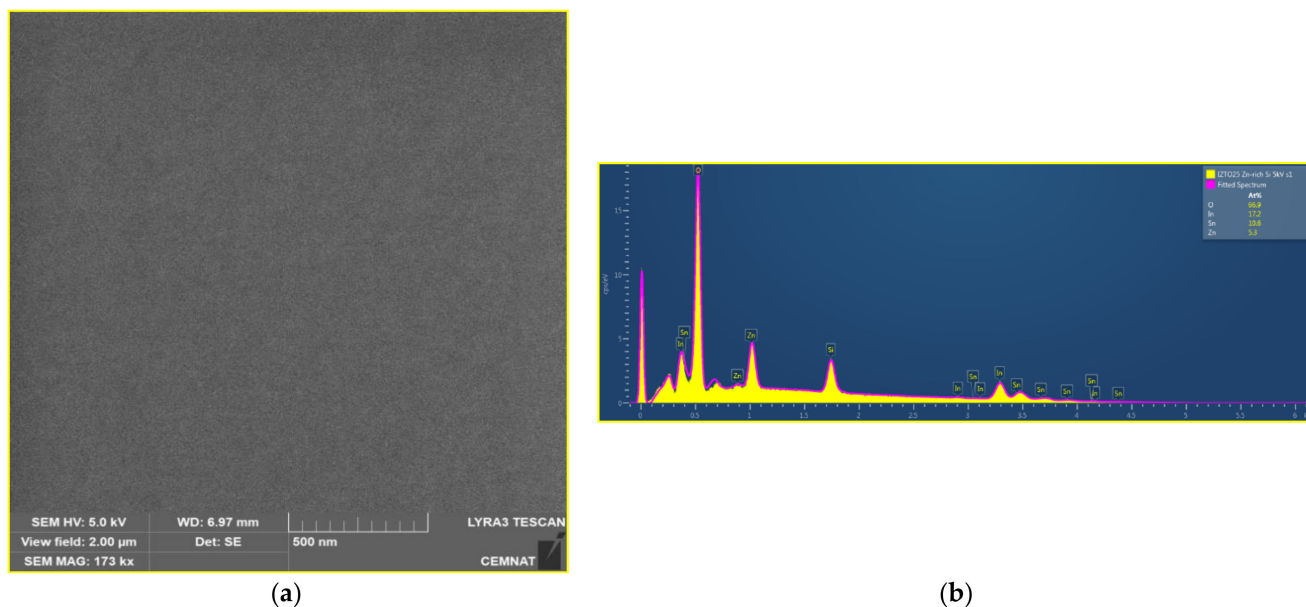 SEM HV: 5.0 kV WD: 6.97 mm LYRA3 TESCAN
View field: 2.00 µm Det: SE 500 nm
SEM MAG: 173 kx CEMNAT
(a)
IZTO25 Zn-rich Si 5kV s1
Fitted Spectrum
At%
O 66.9
In 17.2
Sn 10.6
Zn 5.3
cps/eV
15
10
5
0
O
Sn
In
Zn
Zn
Si
In
Sn
In
In
Sn
Sn
Sn
Sn
In
Sn
0 0.5 1 1.5 2 2.5 3 3.5 4 4.5 5 5.5 6
(b)